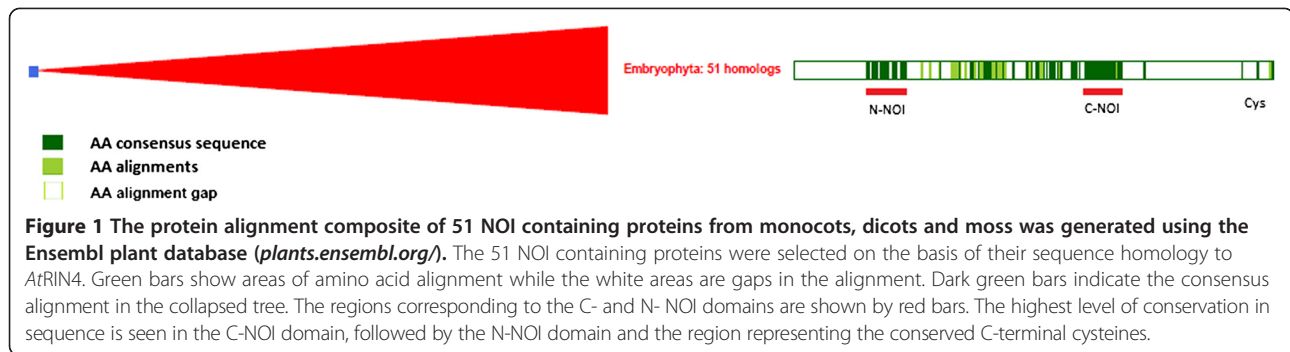 Embryophyta: 51 homologs
N-NOI
C-NOI
Cys
AA consensus sequence
AA alignments
AA alignment gap
Figure 1 The protein alignment composite of 51 NOI containing proteins from monocots, dicots and moss was generated using the
Ensembl plant database (plants.ensembl.org/). The 51 NOI containing proteins were selected on the basis of their sequence homology to
AtRIN4. Green bars show areas of amino acid alignment while the white areas are gaps in the alignment. Dark green bars indicate the consensus
alignment in the collapsed tree. The regions corresponding to the C- and N- NOI domains are shown by red bars. The highest level of conservation in
sequence is seen in the C-NOI domain, followed by the N-NOI domain and the region representing the conserved C-terminal cysteines.